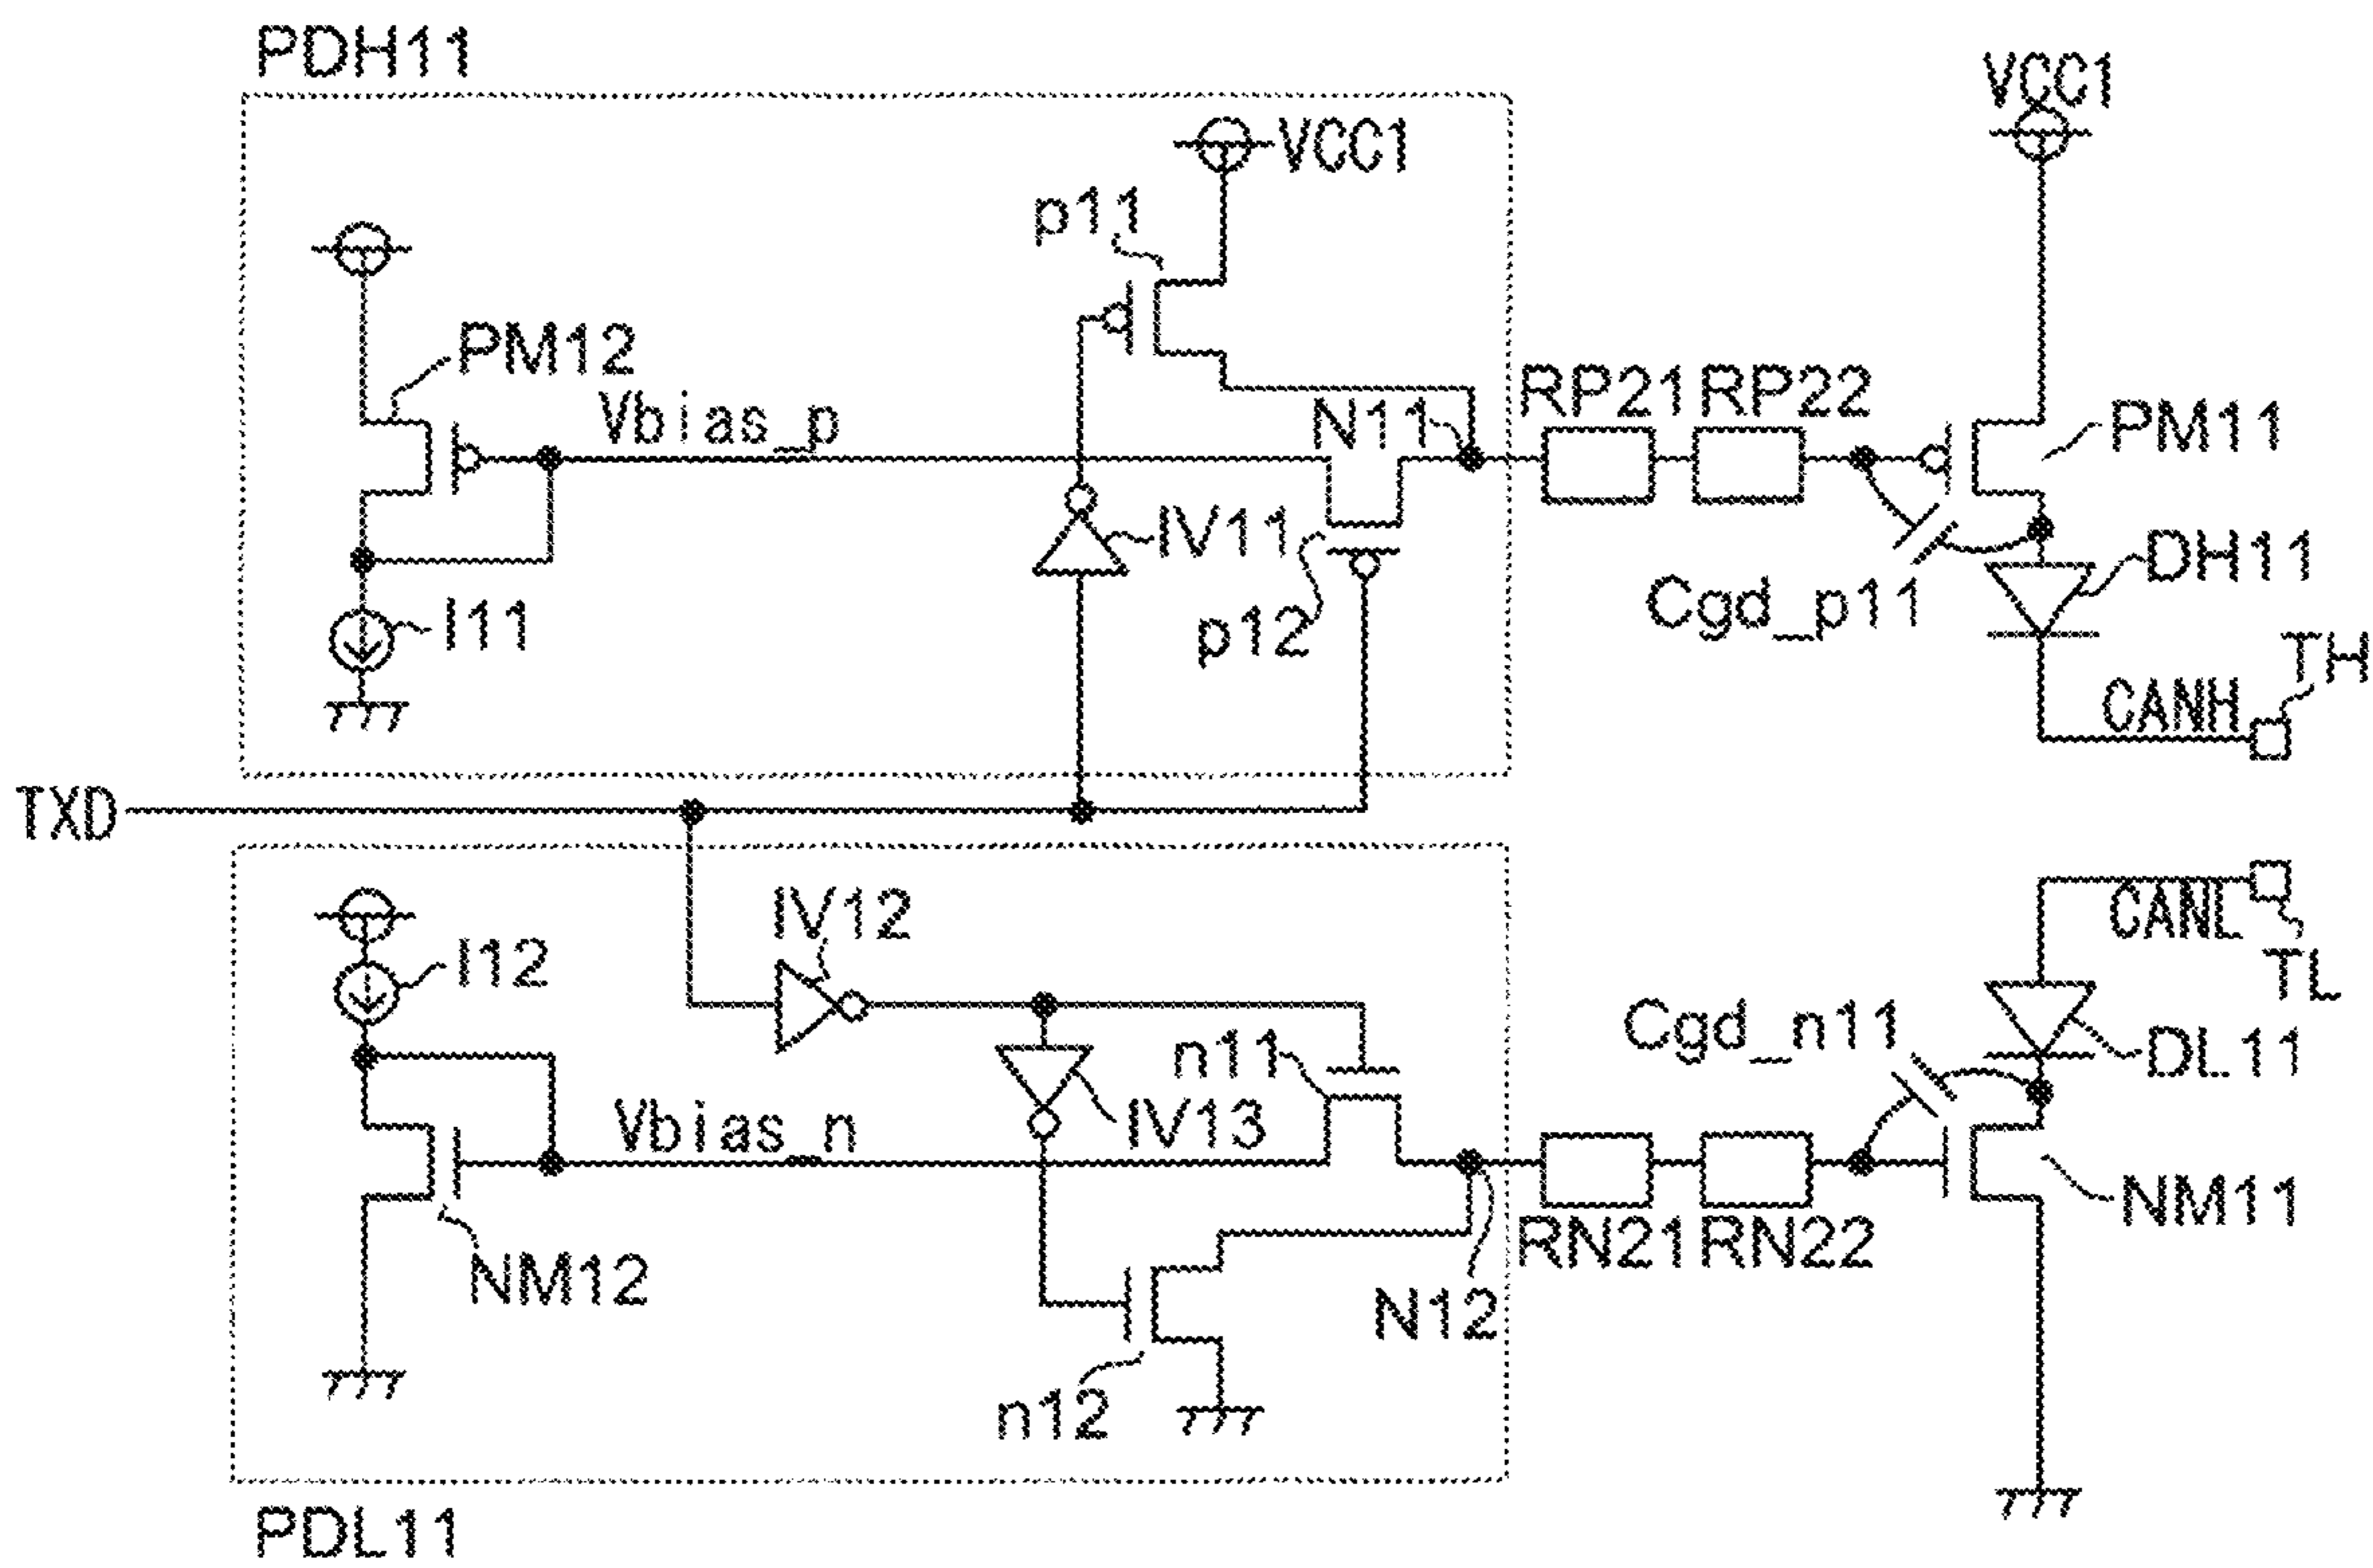 PDH11
VCC1
VCC1
p11
PM12
Vbias_p
N11
RP21 RP22
PM11
IV11
DH11
Cgd_p11
I11
p12
TH
CANH
TXD
IV12
CANL
I12
TL
Cgd_n11
n11
DL11
Vbias_n
IV13
NM11
RN21 RN22
NM12
N12
n12
PDL11